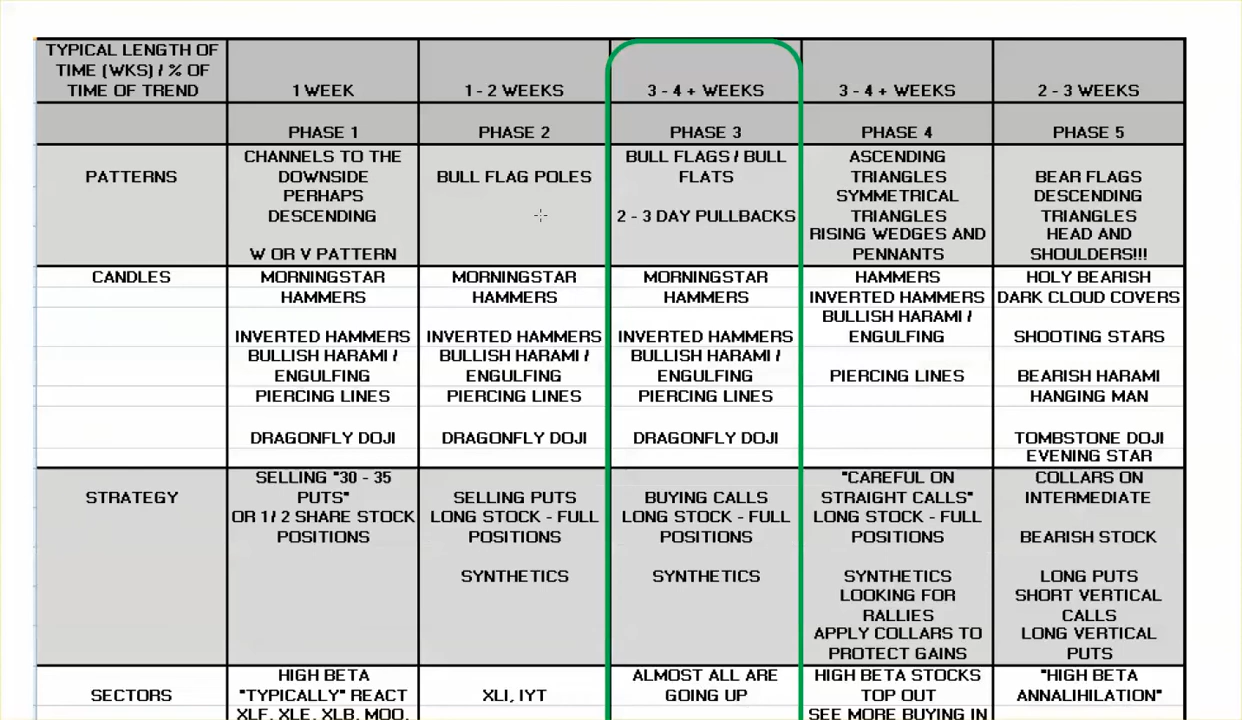 TYPICAL LENGTH OF
TIME (WKS) / % OF
TIME OF TREND
1 WEEK
1 - 2 WEEKS
3 - 4 + WEEKS
3 - 4 + WEEKS
2 - 3 WEEKS
PHASE 1
PHASE 2
PHASE 3
PHASE 4
PHASE 5
PATTERNS
CHANNELS TO THE
DOWNSIDE
PERHAPS
DESCENDING
W OR V PATTERN
BULL FLAG POLES
BULL FLAGS / BULL
FLATS
2 - 3 DAY PULLBACKS
ASCENDING
TRIANGLES
SYMMETRICAL
TRIANGLES
RISING WEDGES AND
PENNANTS
BEAR FLAGS
DESCENDING
TRIANGLES
HEAD AND
SHOULDERS!!!
CANDLES
MORNINGSTAR
HAMMERS
INVERTED HAMMERS
BULLISH HARAMI /
ENGULFING
PIERCING LINES
DRAGONFLY DOJI
MORNINGSTAR
HAMMERS
INVERTED HAMMERS
BULLISH HARAMI /
ENGULFING
PIERCING LINES
DRAGONFLY DOJI
MORNINGSTAR
HAMMERS
INVERTED HAMMERS
BULLISH HARAMI /
ENGULFING
PIERCING LINES
DRAGONFLY DOJI
HAMMERS
INVERTED HAMMERS
BULLISH HARAMI /
ENGULFING
PIERCING LINES
HOLY BEARISH
DARK CLOUD COVERS
SHOOTING STARS
BEARISH HARAMI
HANGING MAN
TOMBSTONE DOJI
EVENING STAR
STRATEGY
SELLING "30 - 35
PUTS"
OR 1/ 2 SHARE STOCK
POSITIONS
SELLING PUTS
LONG STOCK - FULL
POSITIONS
SYNTHETICS
BUYING CALLS
LONG STOCK - FULL
POSITIONS
SYNTHETICS
"CAREFUL ON
STRAIGHT CALLS"
LONG STOCK - FULL
POSITIONS
SYNTHETICS
LOOKING FOR
RALLIES
APPLY COLLARS TO
PROTECT GAINS
COLLARS ON
INTERMEDIATE
BEARISH STOCK
LONG PUTS
SHORT VERTICAL
CALLS
LONG VERTICAL
PUTS
SECTORS
HIGH BETA
"TYPICALLY" REACT
XLF, XLE, XLB, MOO,
XLI, IYT
ALMOST ALL ARE
GOING UP
HIGH BETA STOCKS
TOP OUT
SEE MORE BUYING IN
"HIGH BETA
ANNALIHILATION"